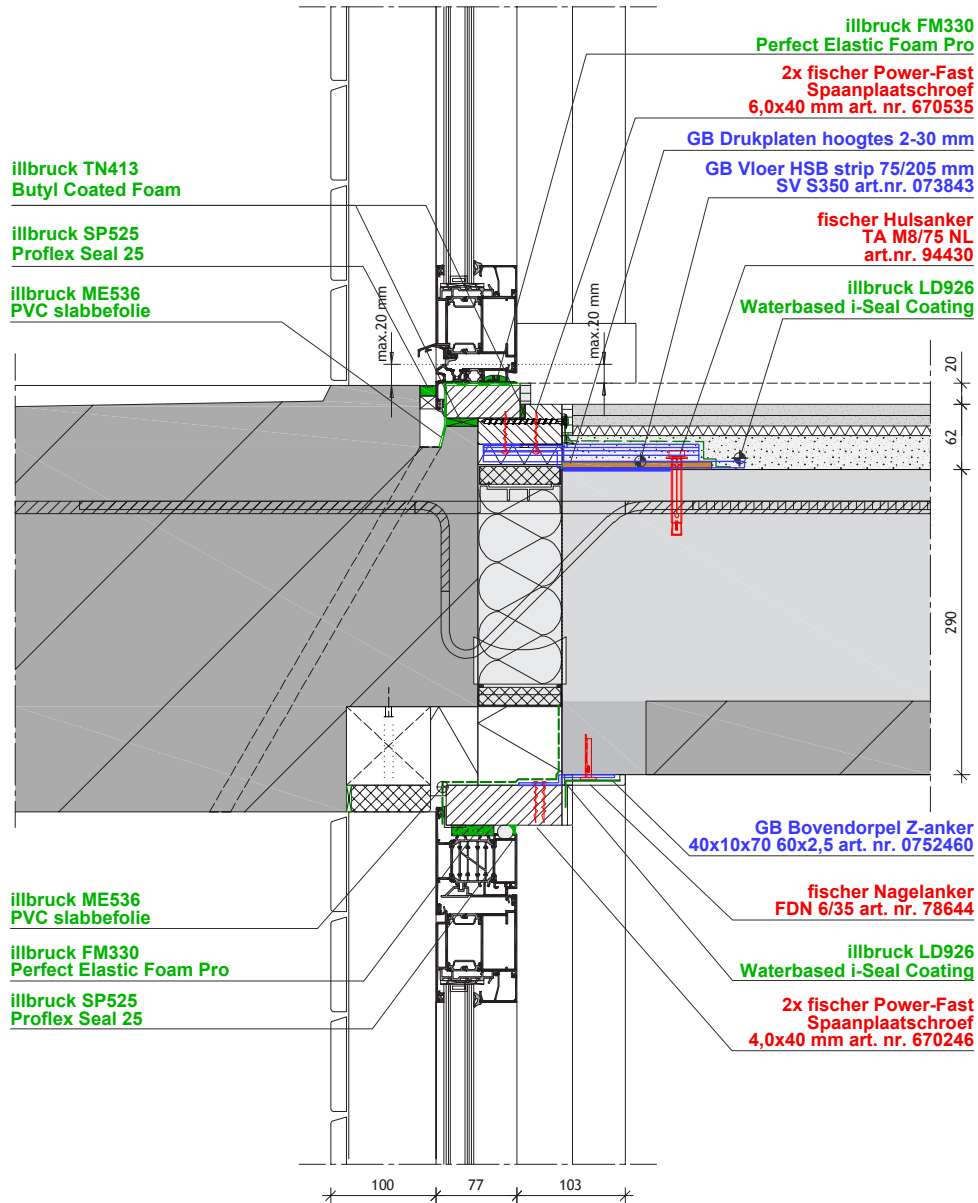 illbruck FM330
Perfect Elastic Foam Pro
2x fischer Power-Fast
Spaanplaatschroef
6,0x40 mm art. nr. 670535
GB Drukplaten hoogtes 2-30 mm
GB Vloer HSB strip 75/205 mm
SV S350 art.nr. 073843
fischer Hulsanker
TA M8/75 NL
art.nr. 94430
illbruck LD926
Waterbased i-Seal Coating
illbruck TN413
Butyl Coated Foam
illbruck SP525
Proflex Seal 25
illbruck ME536
PVC slabbefolie
max.20 mm
max.20 mm
20
62
290
illbruck ME536
PVC slabbefolie
illbruck FM330
Perfect Elastic Foam Pro
illbruck SP525
Proflex Seal 25
GB Bovendorpel Z-anker
40x10x70 60x2,5 art. nr. 0752460
fischer Nagelanker
FDN 6/35 art. nr. 78644
illbruck LD926
Waterbased i-Seal Coating
2x fischer Power-Fast
Spaanplaatschroef
4,0x40 mm art. nr. 670246
100
77
103